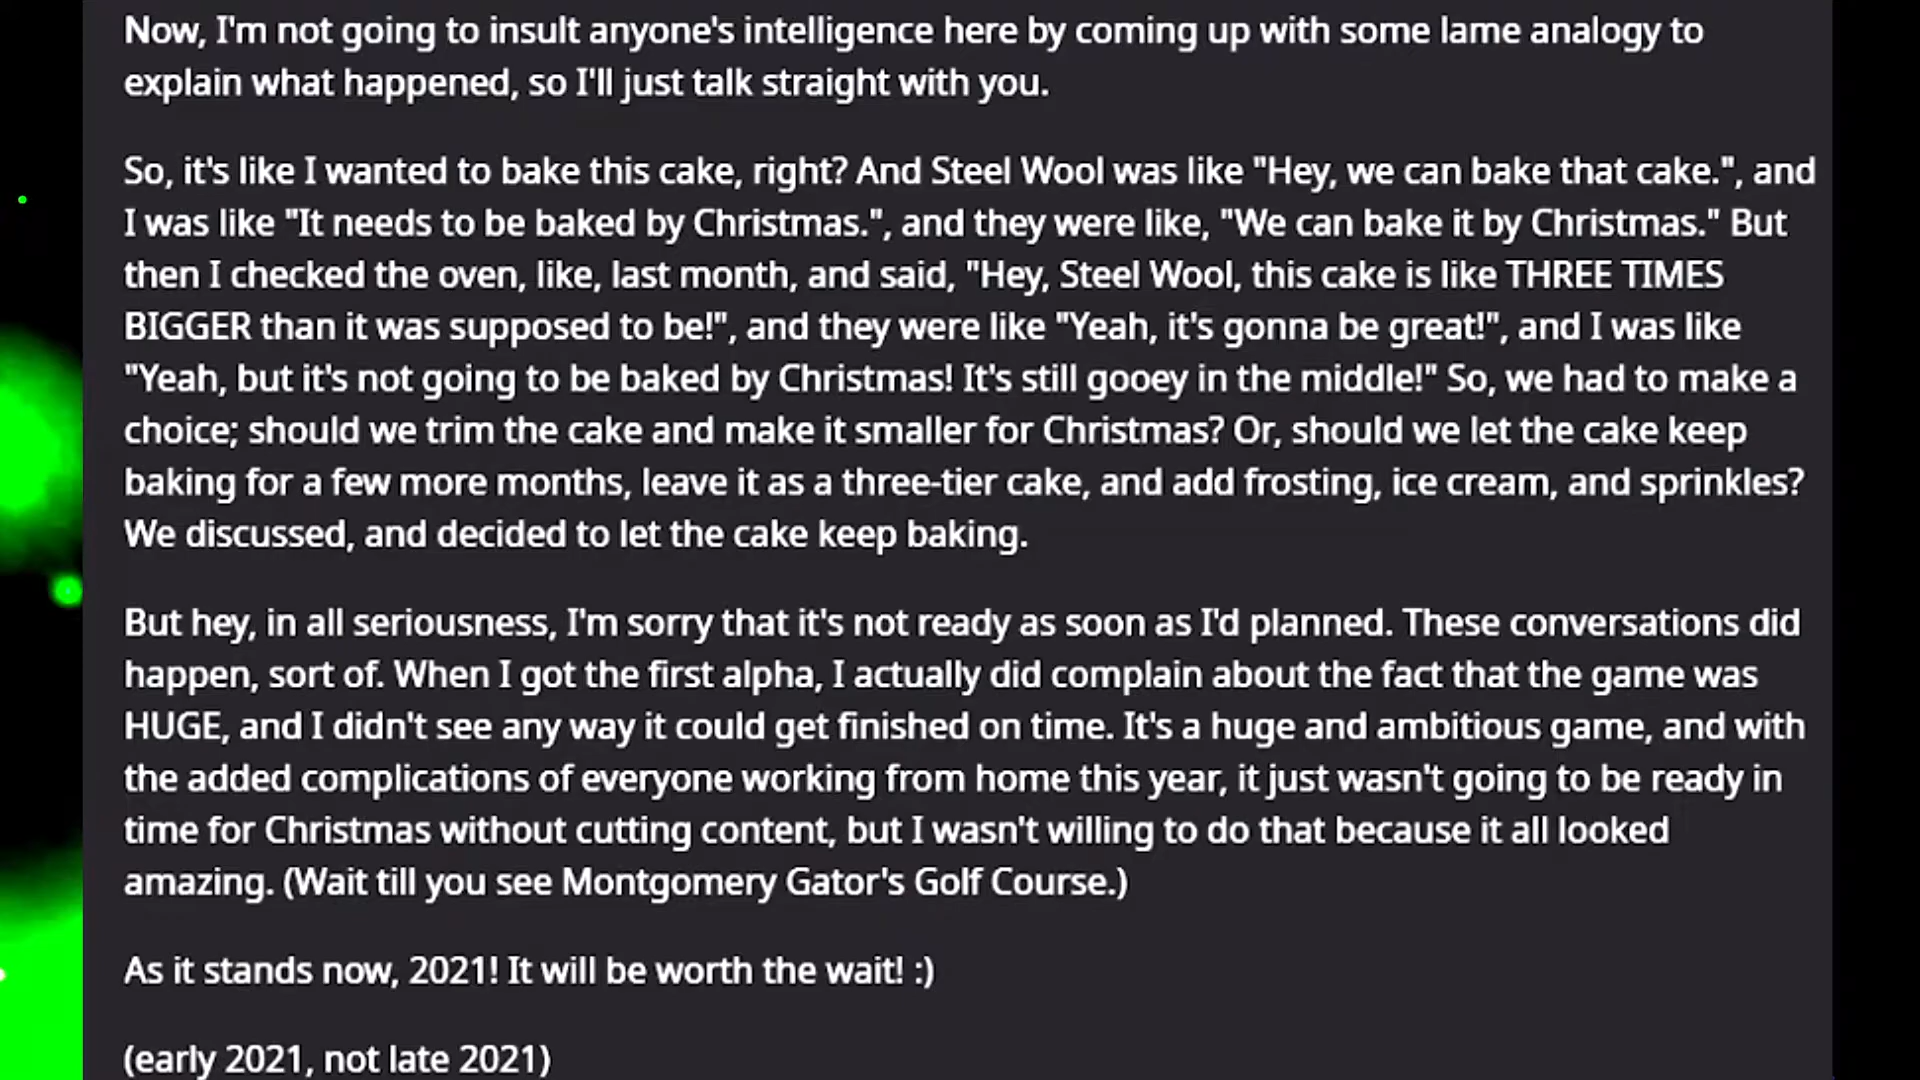 Now, I'm not going to insult anyone's intelligence here by coming up with some lame analogy to
explain what happened, so I'll just talk straight with you.
So, it's like I wanted to bake this cake, right? And Steel Wool was like "Hey, we can bake that cake.", and
I was like "It needs to be baked by Christmas.", and they were like, "We can bake it by Christmas." But
then I checked the oven, like, last month, and said, "Hey, Steel Wool, this cake is like THREE TIMES
BIGGER than it was supposed to be!", and they were like "Yeah, it's gonna be great!", and I was like
"Yeah, but it's not going to be baked by Christmas! It's still gooey in the middle!" So, we had to make a
choice; should we trim the cake and make it smaller for Christmas? Or, should we let the cake keep
baking for a few more months, leave it as a three-tier cake, and add frosting, ice cream, and sprinkles?
We discussed, and decided to let the cake keep baking.
But hey, in all seriousness, I'm sorry that it's not ready as soon as I'd planned. These conversations did
happen, sort of. When I got the first alpha, I actually did complain about the fact that the game was
HUGE, and I didn't see any way it could get finished on time. It's a huge and ambitious game, and with
the added complications of everyone working from home this year, it just wasn't going to be ready in
time for Christmas without cutting content, but I wasn't willing to do that because it all looked
amazing. (Wait till you see Montgomery Gator's Golf Course.)
As it stands now, 2021! It will be worth the wait! :)
(early 2021, not late 2021)